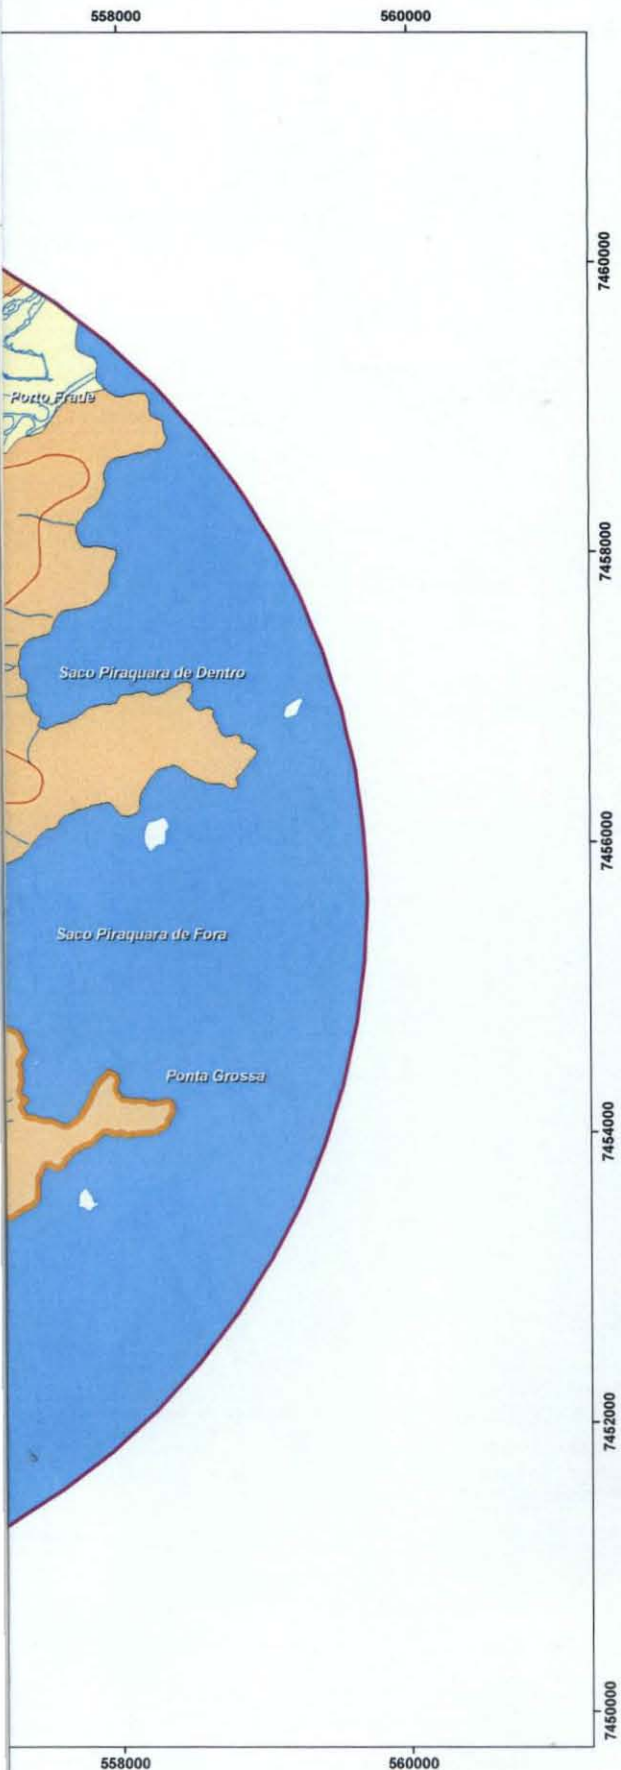 558000 560000
7460000
Porto Frade
7458000
Saco Piraquara de Dentro
7456000
Saco Piraquara de Fora
Ponta Grossa
7454000
7452000
7450000
558000 560000